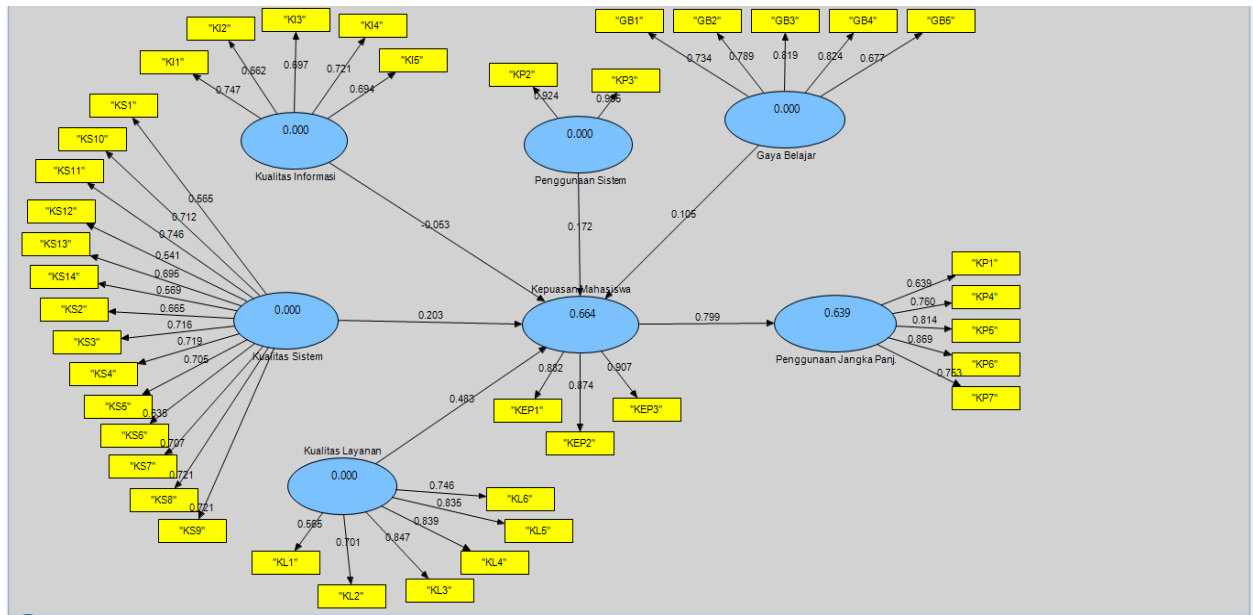 "KI1"
"KI2"
"KI3"
"KI4"
"KI5"
0.747
0.662
0.697
0.721
0.694
0.000
Kualitas Informasi
"KP2"
"KP3"
0.924
0.000
Penggunaan Sistem
"GB1"
"GB2"
"GB3"
"GB4"
"GB5"
0.734
0.789
0.819
0.824
0.677
0.000
Gaya Belajar
"KS1"
"KS10"
"KS11"
"KS12"
"KS13"
"KS14"
"KS2"
"KS3"
"KS4"
"KS5"
"KS6"
"KS7"
"KS8"
"KS9"
0.565
0.712
0.746
0.541
0.695
0.569
0.665
0.716
0.719
0.705
0.635
0.707
0.721
0.721
0.000
Kualitas Sistem
-0.053
0.172
0.105
0.203
0.483
0.799
Kepuasan Mahasiswa
0.664
0.882
0.874
0.907
"KEP1"
"KEP2"
"KEP3"
0.639
Penggunaan Jangka Panj.
0.639
0.760
0.814
0.869
0.753
"KP1"
"KP4"
"KP5"
"KP6"
"KP7"
Kualitas Layanan
0.000
0.746
0.835
0.839
0.847
0.701
0.585
"KL6"
"KL5"
"KL4"
"KL3"
"KL2"
"KL1"